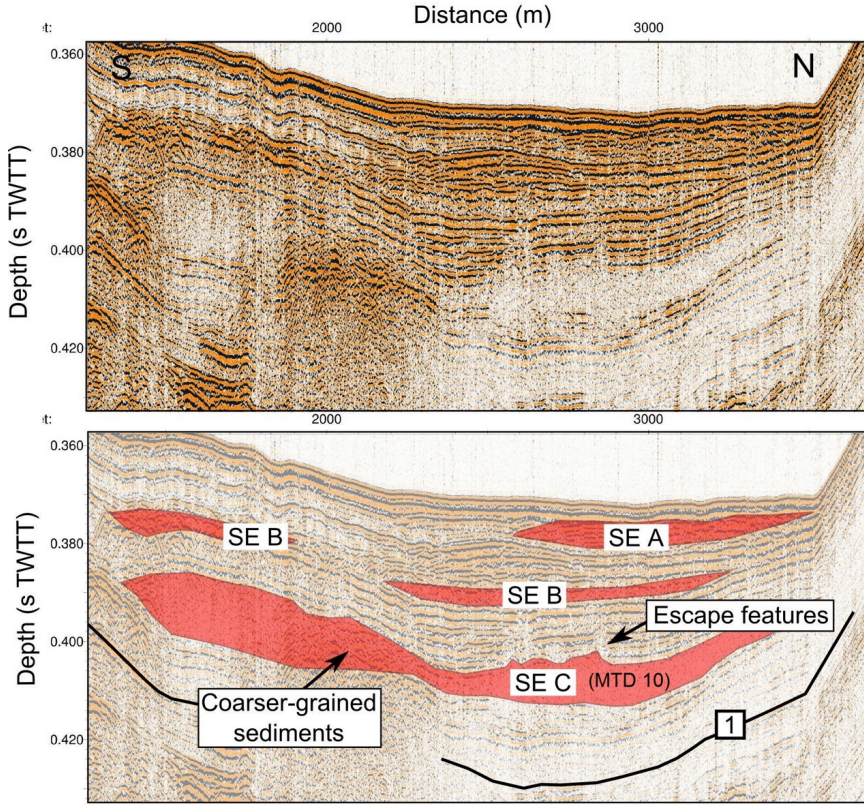 Distance (m)
t:
2000
3000
S
N
0.360
0.380
0.400
0.420
Depth (s TWTT)
t:
2000
3000
0.360
0.380
0.400
0.420
Depth (s TWTT)
SE B
SE A
SE B
Escape features
SE C (MTD 10)
Coarser-grained
sediments
1